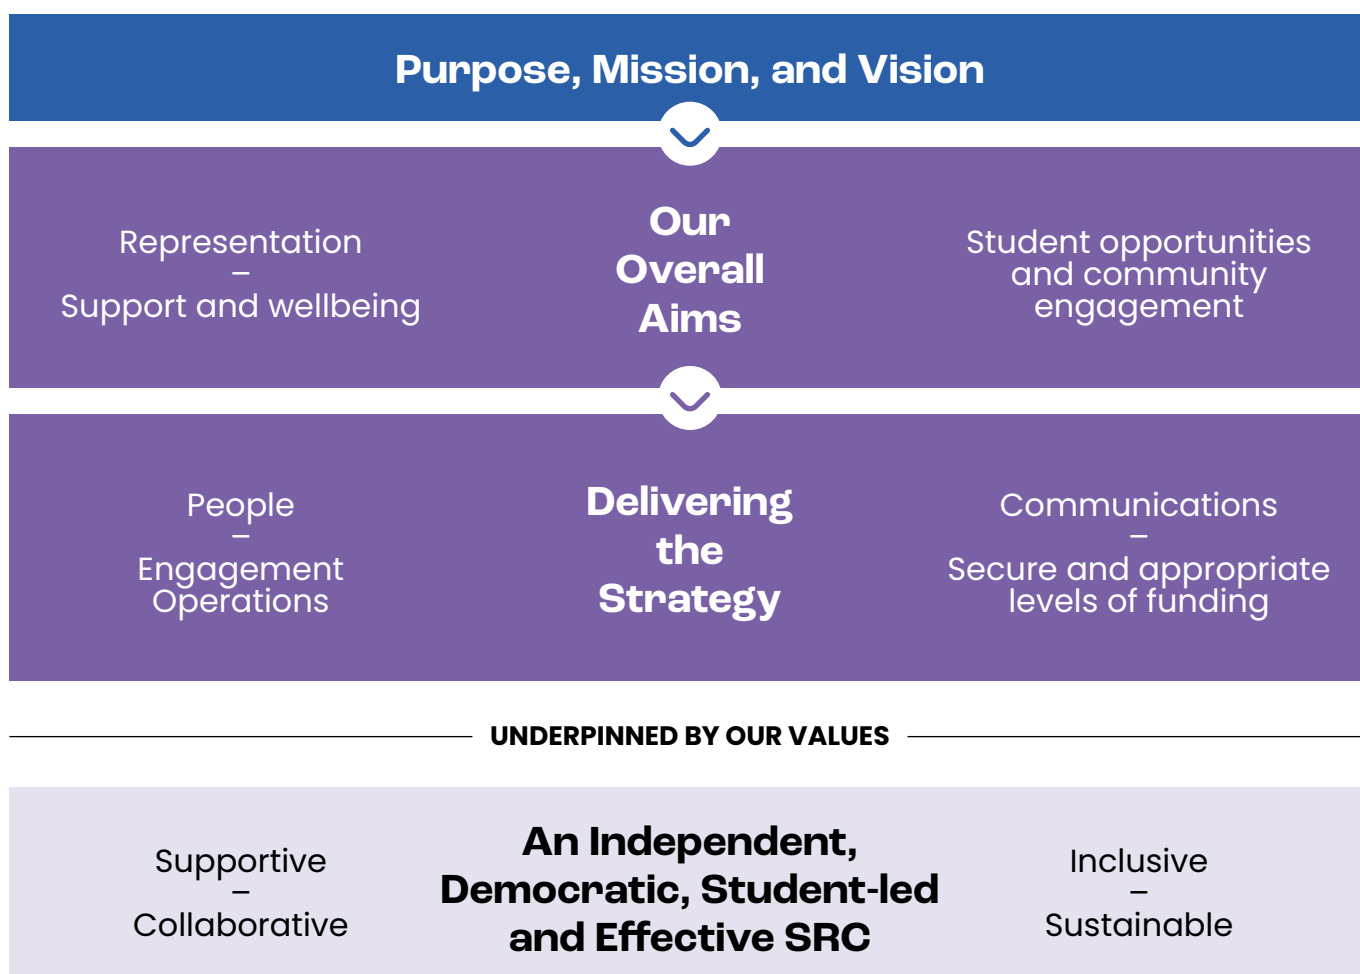 Purpose, Mission, and Vision
Representation
–
Support and wellbeing
Our
Overall
Aims
Student opportunities
and community
engagement
People
–
Engagement
Operations
Delivering
the
Strategy
Communications
–
Secure and appropriate
levels of funding
UNDERPINNED BY OUR VALUES
Supportive
–
Collaborative
An Independent,
Democratic, Student-led
and Effective SRC
Inclusive
–
Sustainable